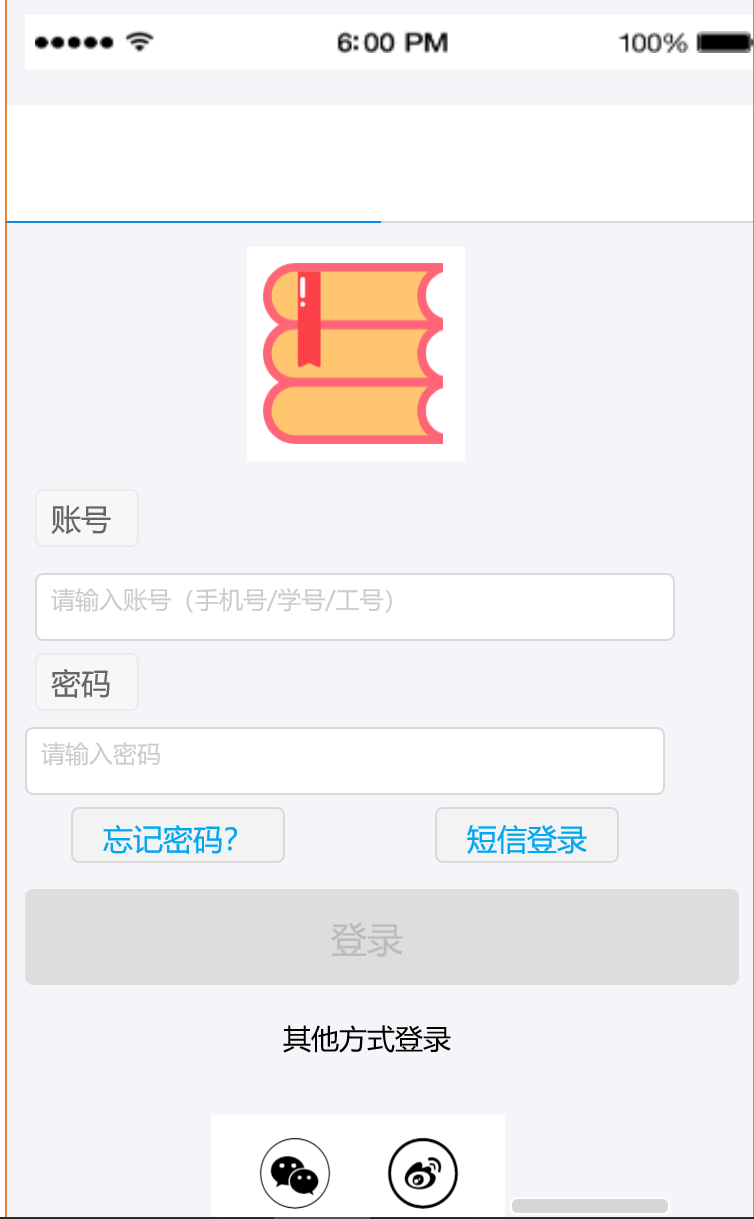 6:00 PM 100%
账号
请输入账号（手机号/学号/工号）
密码
请输入密码
忘记密码？ 短信登录
登录
其他方式登录